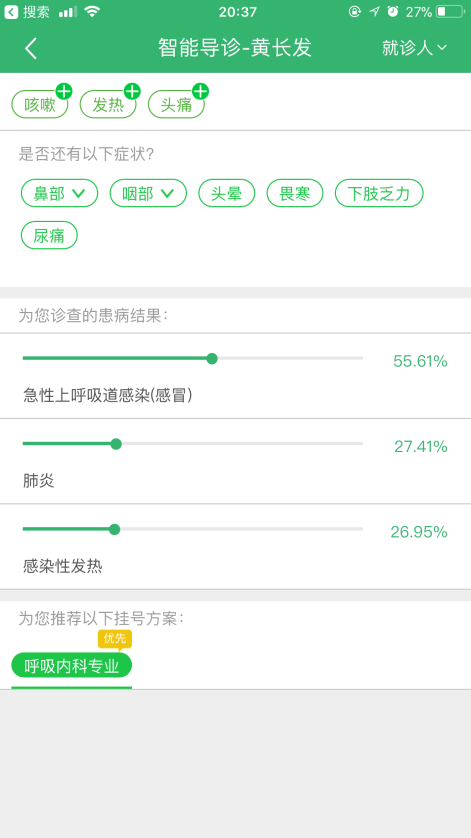 搜索 20:37 27%
智能导诊-黄长发 就诊人
咳嗽 发热 头痛
是否还有以下症状?
鼻部 咽部 头晕 畏寒 下肢乏力
尿痛
为您诊查的患病结果:
55.61%
急性上呼吸道感染(感冒)
27.41%
肺炎
26.95%
感染性发热
为您推荐以下挂号方案:
优先
呼吸内科专业